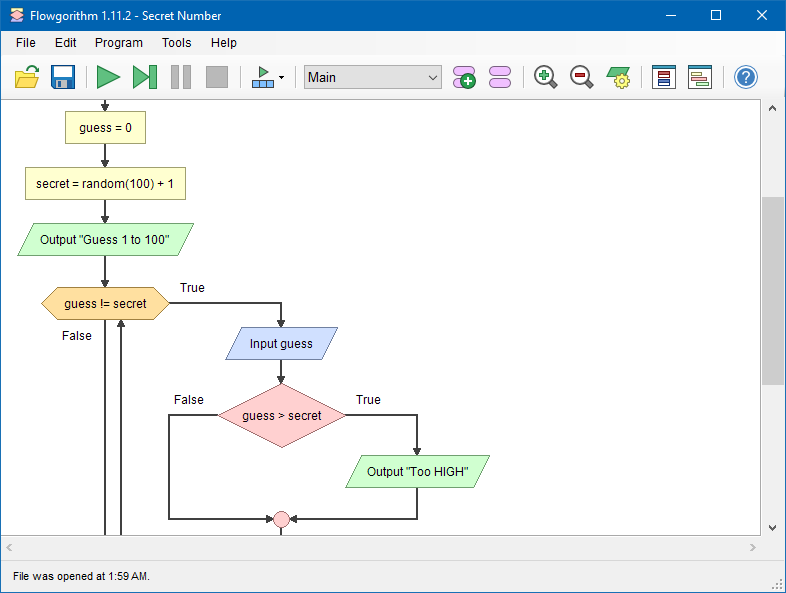 Flowgorithm 1.11.2 - Secret Number
File Edit Program Tools Help
Main
guess = 0
secret = random(100) + 1
Output "Guess 1 to 100"
True
guess != secret
False
Input guess
False
True
guess > secret
Output "Too HIGH"
File was opened at 1:59 AM.